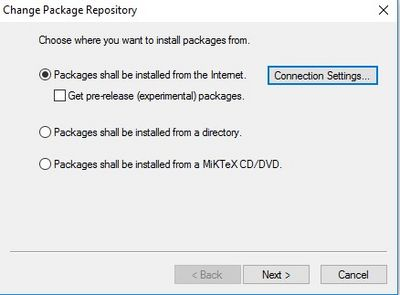 Change Package Repository
Choose where you want to install packages from.
Packages shall be installed from the Internet.
Connection Settings...
Get pre-release (experimental) packages.
Packages shall be installed from a directory.
Packages shall be installed from a MiKTeX CD/DVD.
< Back
Next >
Cancel